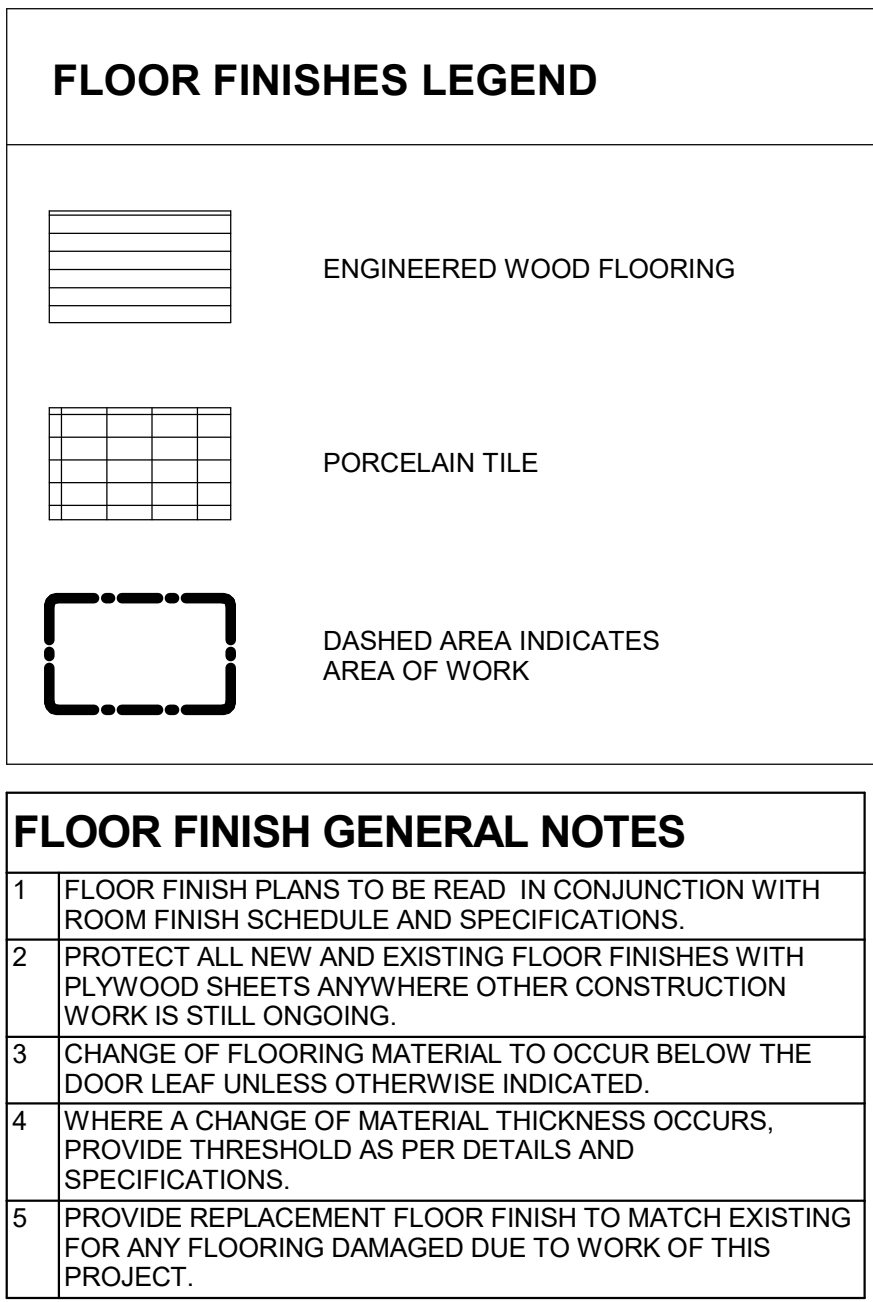 FLOOR FINISHES LEGEND
ENGINEERED WOOD FLOORING
PORCELAIN TILE
DASHED AREA INDICATES
AREA OF WORK
FLOOR FINISH GENERAL NOTES
1 FLOOR FINISH PLANS TO BE READ  IN CONJUNCTION WITH
ROOM FINISH SCHEDULE AND SPECIFICATIONS.
2 PROTECT ALL NEW AND EXISTING FLOOR FINISHES WITH
PLYWOOD SHEETS ANYWHERE OTHER CONSTRUCTION
WORK IS STILL ONGOING.
3 CHANGE OF FLOORING MATERIAL TO OCCUR BELOW THE
DOOR LEAF UNLESS OTHERWISE INDICATED.
4 WHERE A CHANGE OF MATERIAL THICKNESS OCCURS,
PROVIDE THRESHOLD AS PER DETAILS AND
SPECIFICATIONS.
5 PROVIDE REPLACEMENT FLOOR FINISH TO MATCH EXISTING
FOR ANY FLOORING DAMAGED DUE TO WORK OF THIS
PROJECT.